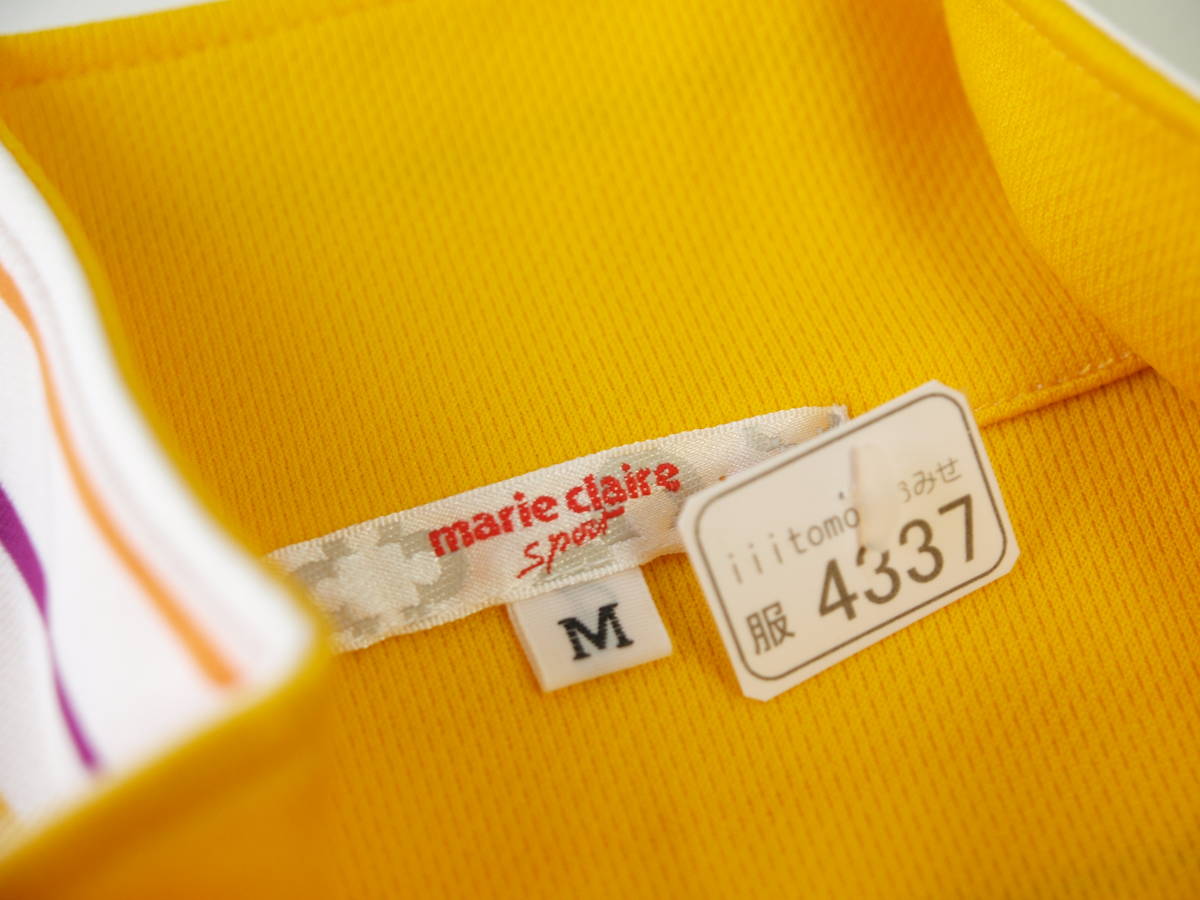 marie claire
sport
M
iiitomo みせ
服 4337